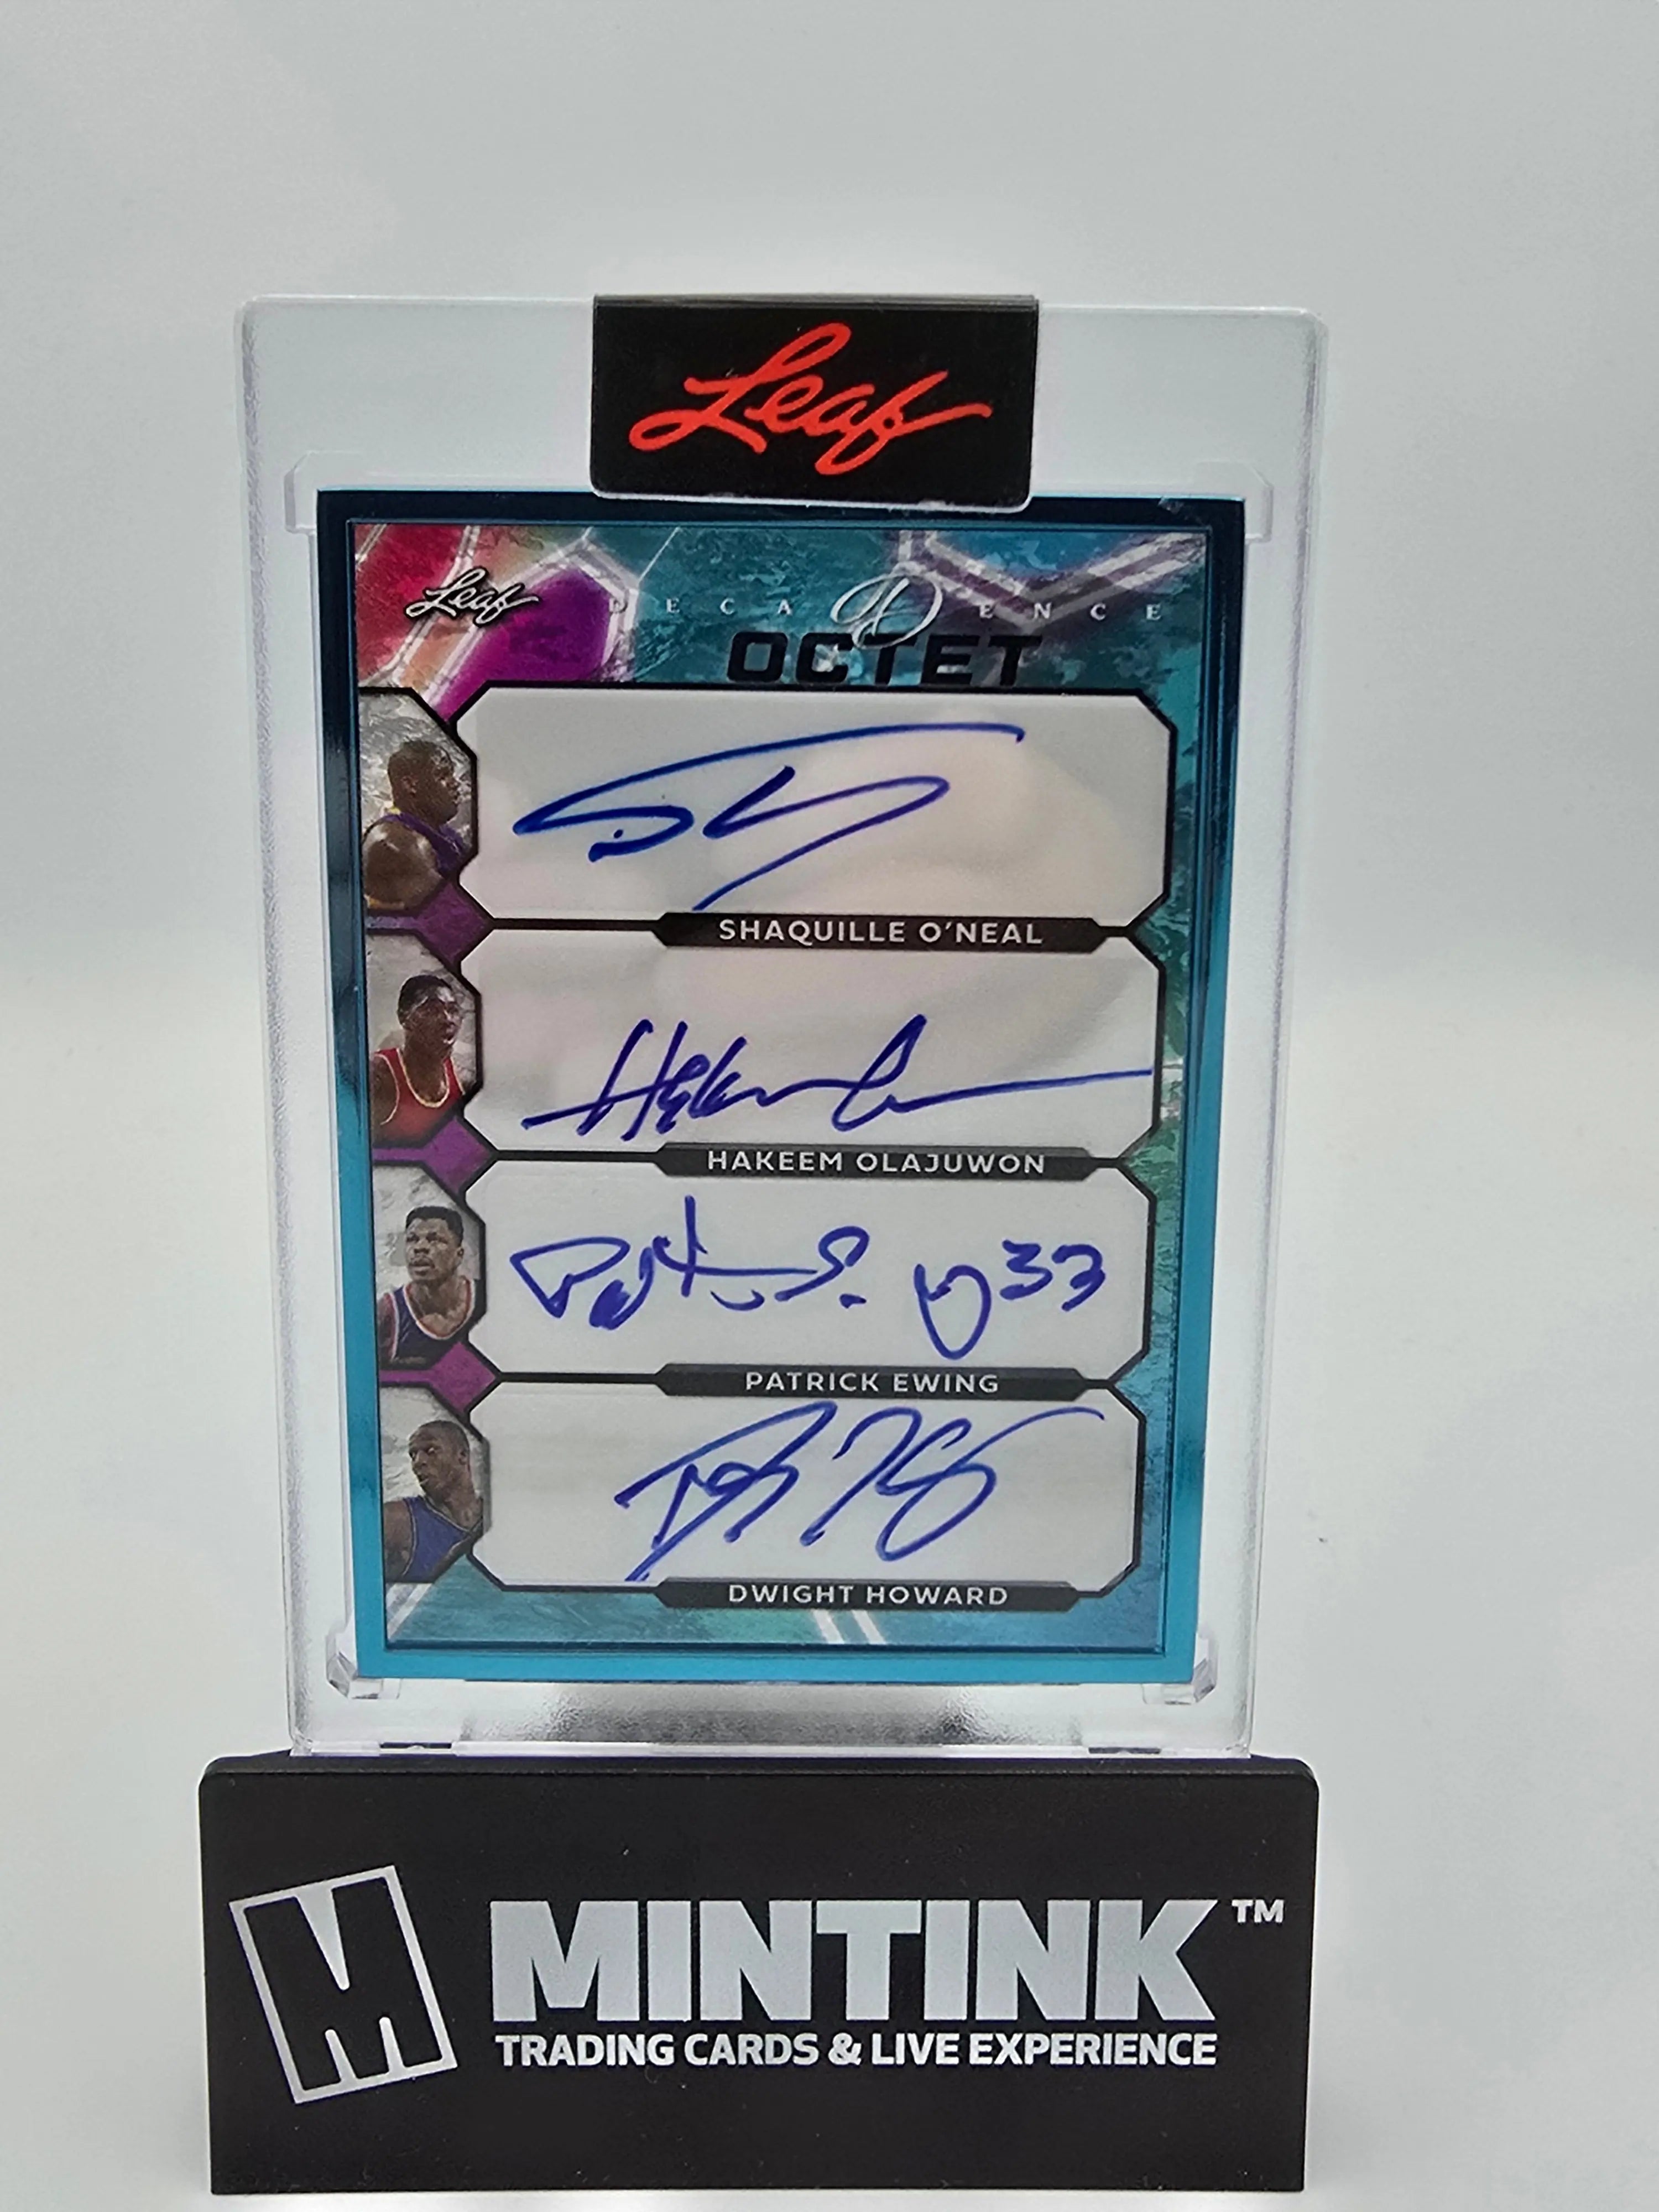 Leaf
Leaf
DECADENCE
OCTET
SHAQUILLE O'NEAL
HAKEEM OLAJUWON
33
PATRICK EWING
DWIGHT HOWARD
M MINTINK™
TRADING CARDS & LIVE EXPERIENCE